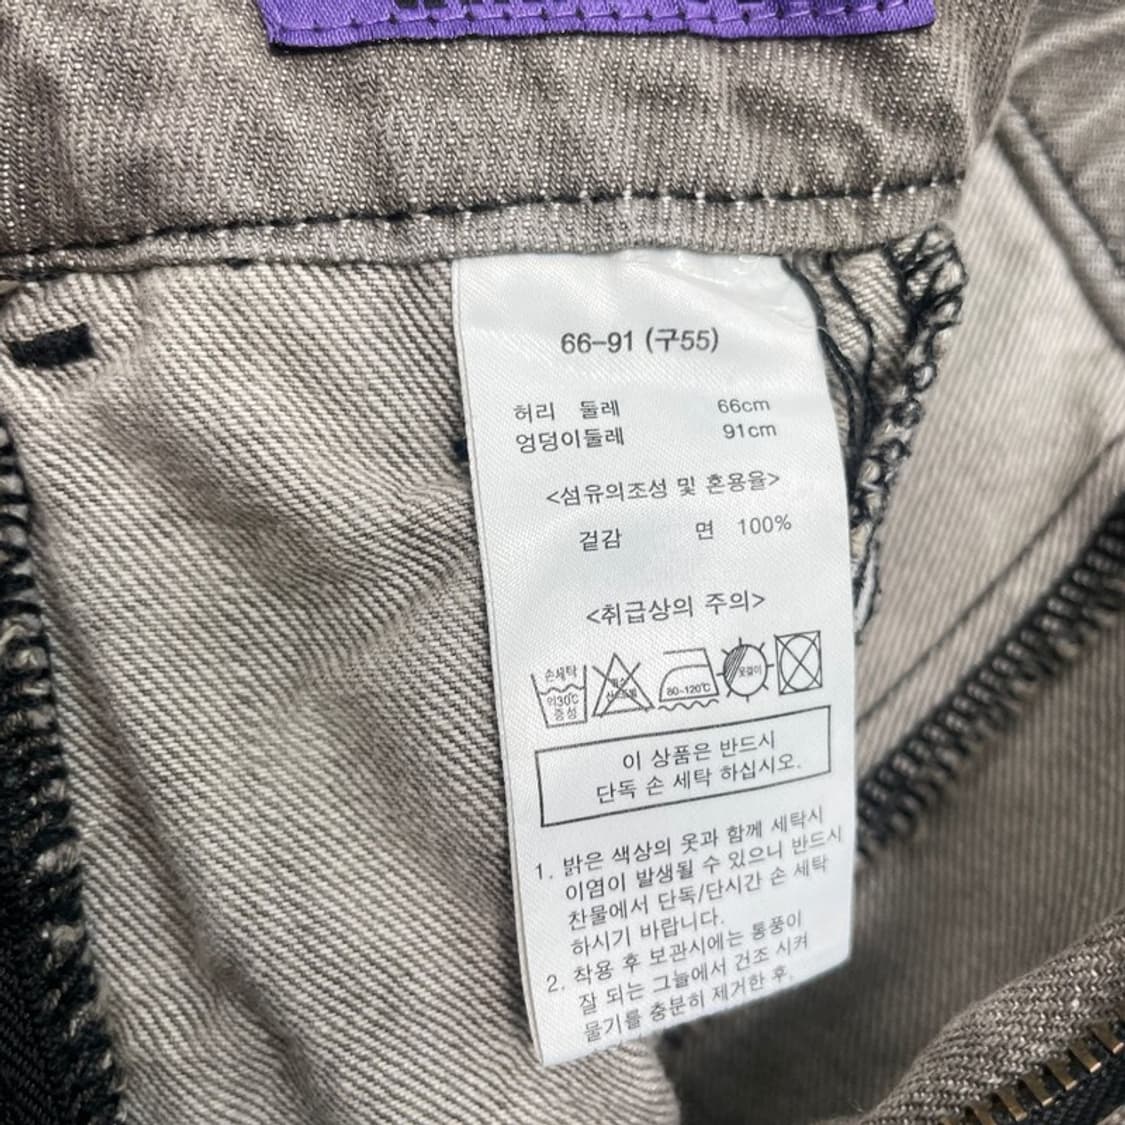 66-91 (구55)
허리 둘레 66cm
엉덩이둘레 91cm
<섬유의조성 및 혼용율>
겉감 면 100%
<취급상의 주의>
손세탁
약30℃
중성
80~120℃
옷걸이
이 상품은 반드시
단독 손 세탁 하십시오.
1. 밝은 색상의 옷과 함께 세탁시
이염이 발생될 수 있으니 반드시
찬물에서 단독/단시간 손 세탁
하시기 바랍니다.
2. 착용 후 보관시에는 통풍이
잘 되는 그늘에서 건조 시켜
물기를 충분히 제거한 후,